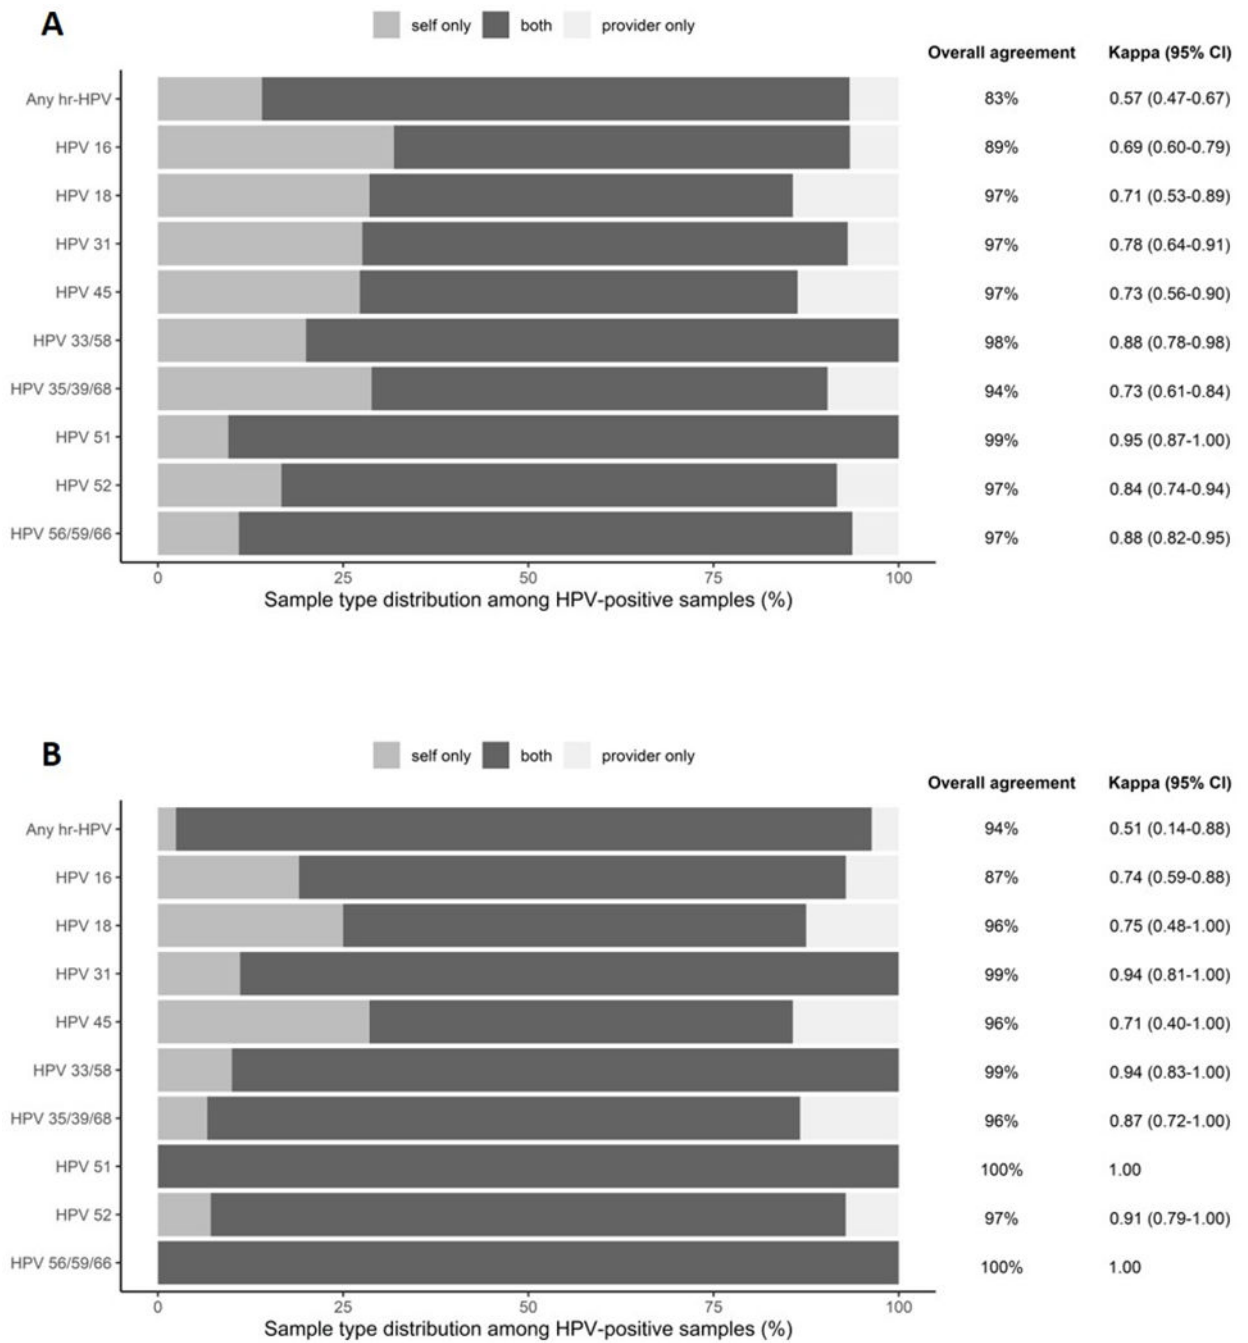 A
self only both provider only
Overall agreement Kappa (95% CI)
Any hr-HPV 83% 0.57 (0.47-0.67)
HPV 16 89% 0.69 (0.60-0.79)
HPV 18 97% 0.71 (0.53-0.89)
HPV 31 97% 0.78 (0.64-0.91)
HPV 45 97% 0.73 (0.56-0.90)
HPV 33/58 98% 0.88 (0.78-0.98)
HPV 35/39/68 94% 0.73 (0.61-0.84)
HPV 51 99% 0.95 (0.87-1.00)
HPV 52 97% 0.84 (0.74-0.94)
HPV 56/59/66 97% 0.88 (0.82-0.95)
0 25 50 75 100
Sample type distribution among HPV-positive samples (%)
B
self only both provider only
Overall agreement Kappa (95% CI)
Any hr-HPV 94% 0.51 (0.14-0.88)
HPV 16 87% 0.74 (0.59-0.88)
HPV 18 96% 0.75 (0.48-1.00)
HPV 31 99% 0.94 (0.81-1.00)
HPV 45 96% 0.71 (0.40-1.00)
HPV 33/58 99% 0.94 (0.83-1.00)
HPV 35/39/68 96% 0.87 (0.72-1.00)
HPV 51 100% 1.00
HPV 52 97% 0.91 (0.79-1.00)
HPV 56/59/66 100% 1.00
0 25 50 75 100
Sample type distribution among HPV-positive samples (%)